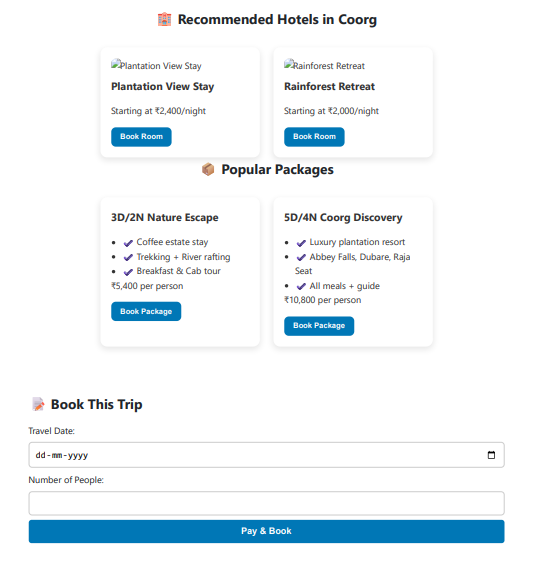 🏨 Recommended Hotels in Coorg
Plantation View Stay
Plantation View Stay
Starting at ₹2,400/night
Book Room
Rainforest Retreat
Rainforest Retreat
Starting at ₹2,000/night
Book Room
📦 Popular Packages
3D/2N Nature Escape
• ✔ Coffee estate stay
• ✔ Trekking + River rafting
• ✔ Breakfast & Cab tour
₹5,400 per person
Book Package
5D/4N Coorg Discovery
• ✔ Luxury plantation resort
• ✔ Abbey Falls, Dubare, Raja
Seat
• ✔ All meals + guide
₹10,800 per person
Book Package
📝 Book This Trip
Travel Date:
dd-mm-yyyy
Number of People:
Pay & Book